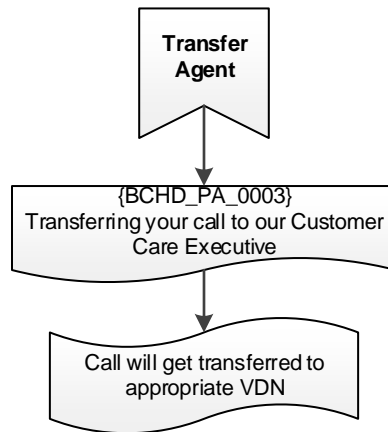 Transfer
Agent
{BCHD_PA_0003}
Transferring your call to our Customer
Care Executive
Call will get transferred to
appropriate VDN